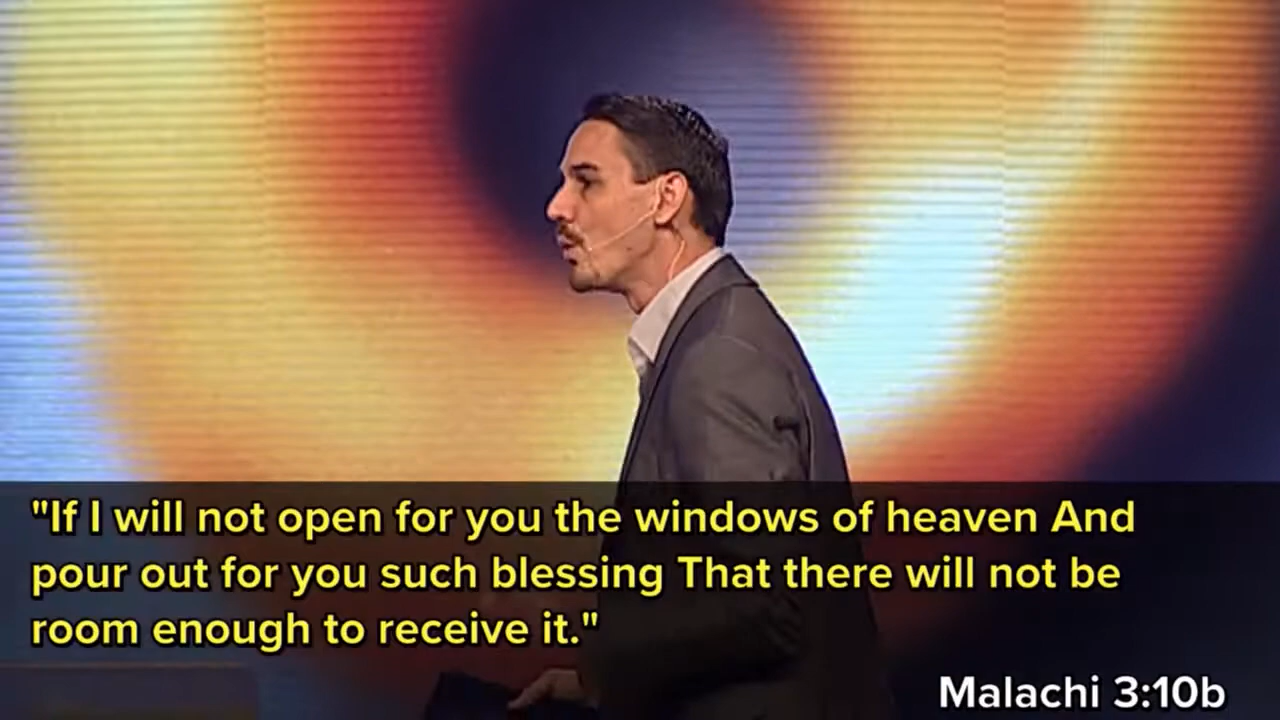 "If I will not open for you the windows of heaven And
pour out for you such blessing That there will not be
room enough to receive it."
Malachi 3:10b